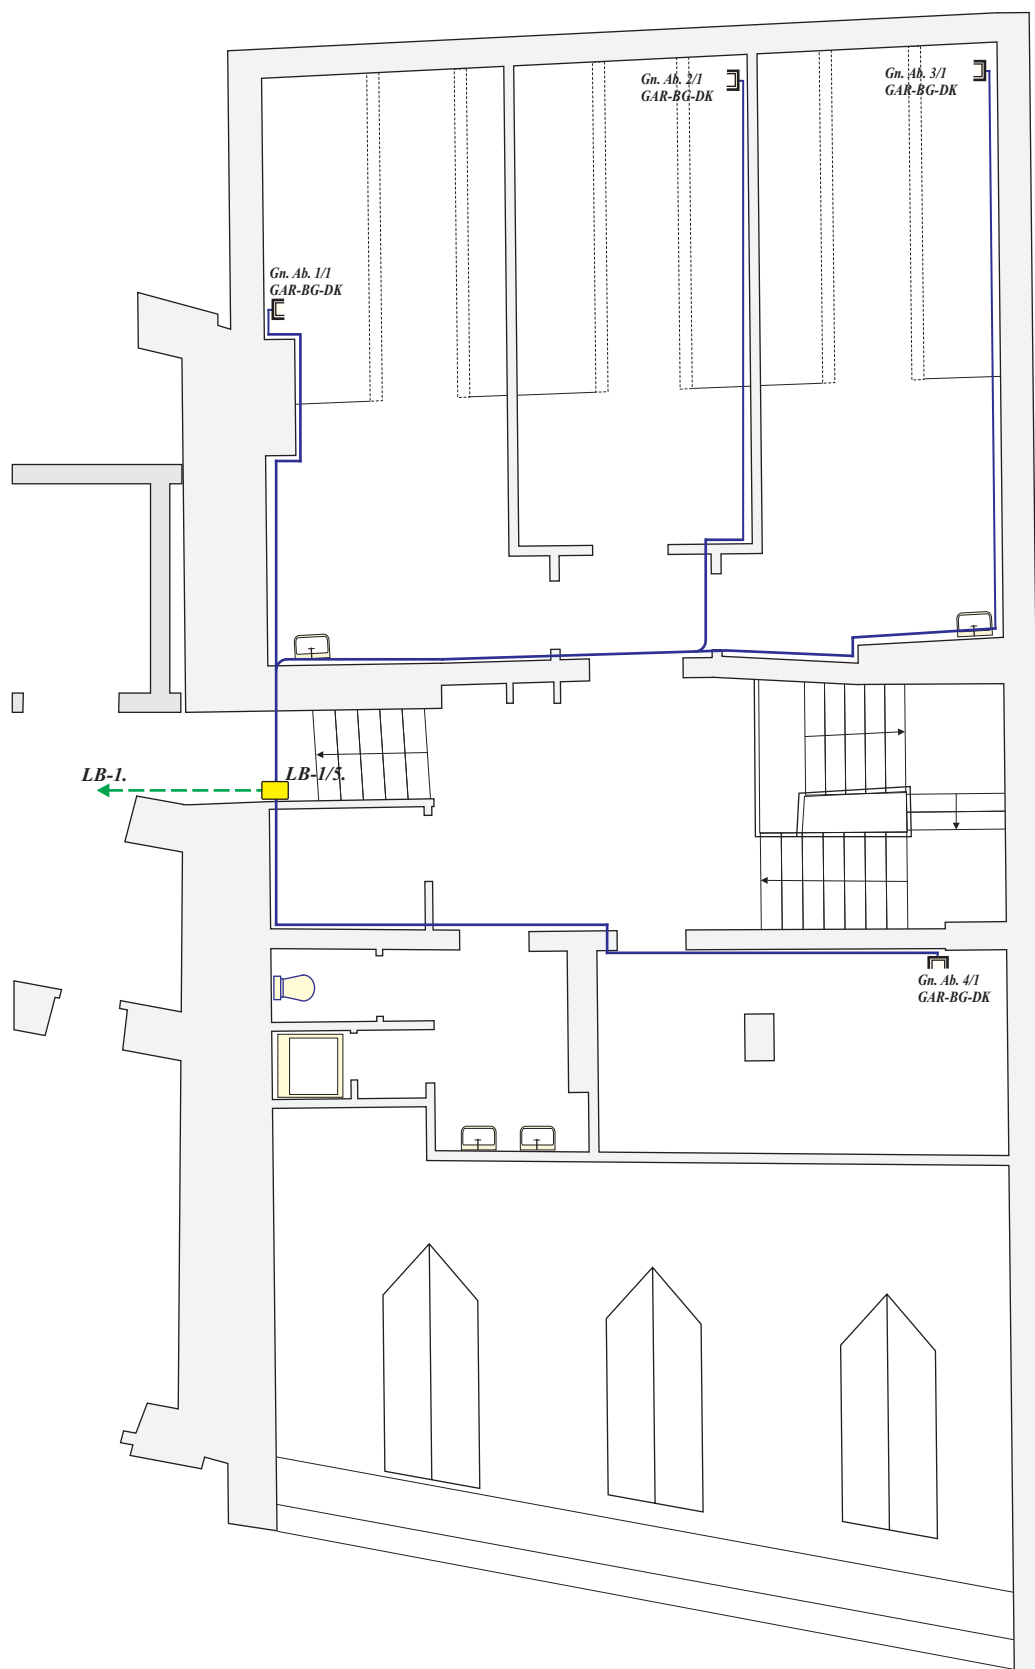 Gn. Ab. 2/1
GAR-BG-DK
Gn. Ab. 3/1
GAR-BG-DK
Gn. Ab. 1/1
GAR-BG-DK
LB-1.
LB-1/5.
Gn. Ab. 4/1
GAR-BG-DK